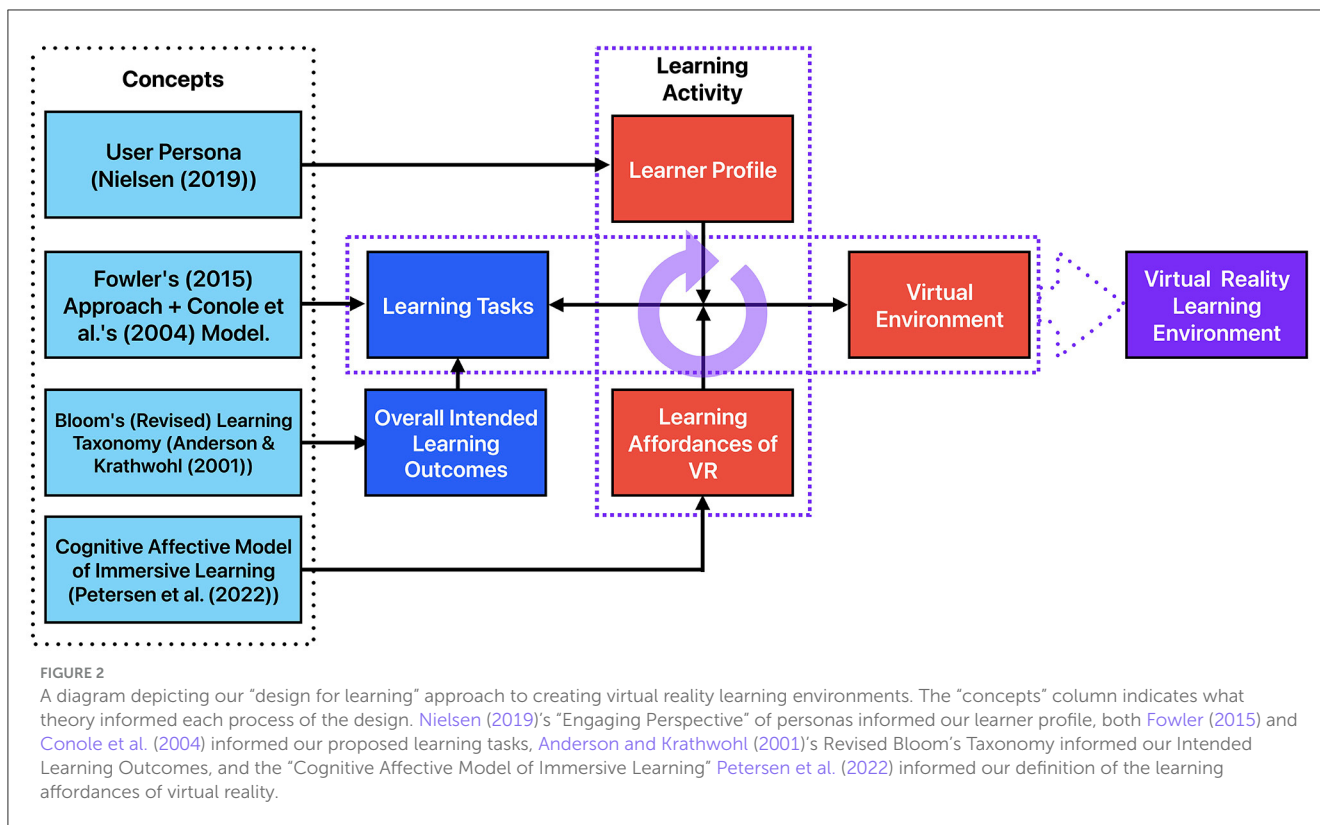 Concepts
User Persona
(Nielsen (2019))
Fowler's (2015)
Approach + Conole et
al.'s (2004) Model.
Bloom's (Revised) Learning
Taxonomy (Anderson &
Krathwohl (2001))
Cognitive Affective Model
of Immersive Learning
(Petersen et al. (2022))
Learning Tasks
Overall Intended
Learning
Outcomes
Learning
Activity
Learner Profile
Learning
Affordances of
VR
Virtual
Environment
Virtual Reality
Learning
Environment
FIGURE 2
A diagram depicting our “design for learning” approach to creating virtual reality learning environments. The “concepts” column indicates what
theory informed each process of the design. Nielsen (2019)’s “Engaging Perspective” of personas informed our learner profile, both Fowler (2015) and
Conole et al. (2004) informed our proposed learning tasks, Anderson and Krathwohl (2001)’s Revised Bloom’s Taxonomy informed our Intended
Learning Outcomes, and the “Cognitive Affective Model of Immersive Learning” Petersen et al. (2022) informed our definition of the learning
affordances of virtual reality.